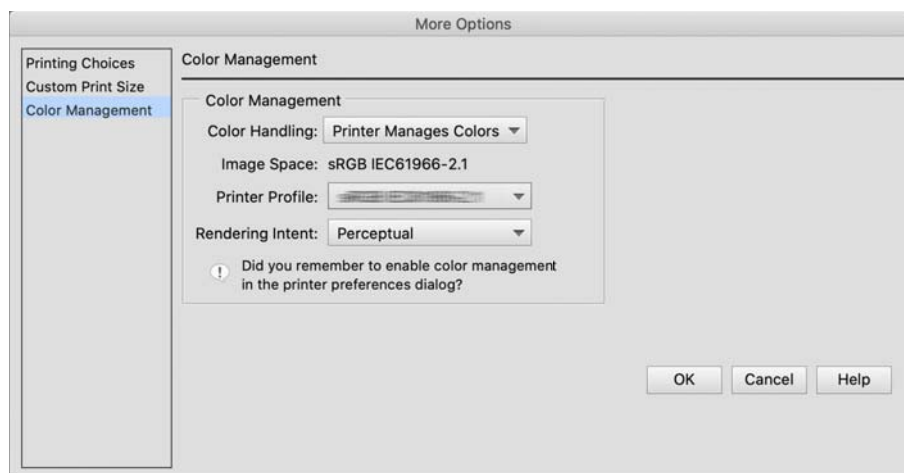 More Options
Printing Choices
Custom Print Size
Color Management
Color Management
Color Management
Color Handling: Printer Manages Colors
Image Space: sRGB IEC61966-2.1
Printer Profile:
Rendering Intent: Perceptual
! Did you remember to enable color management
in the printer preferences dialog?
OK Cancel Help